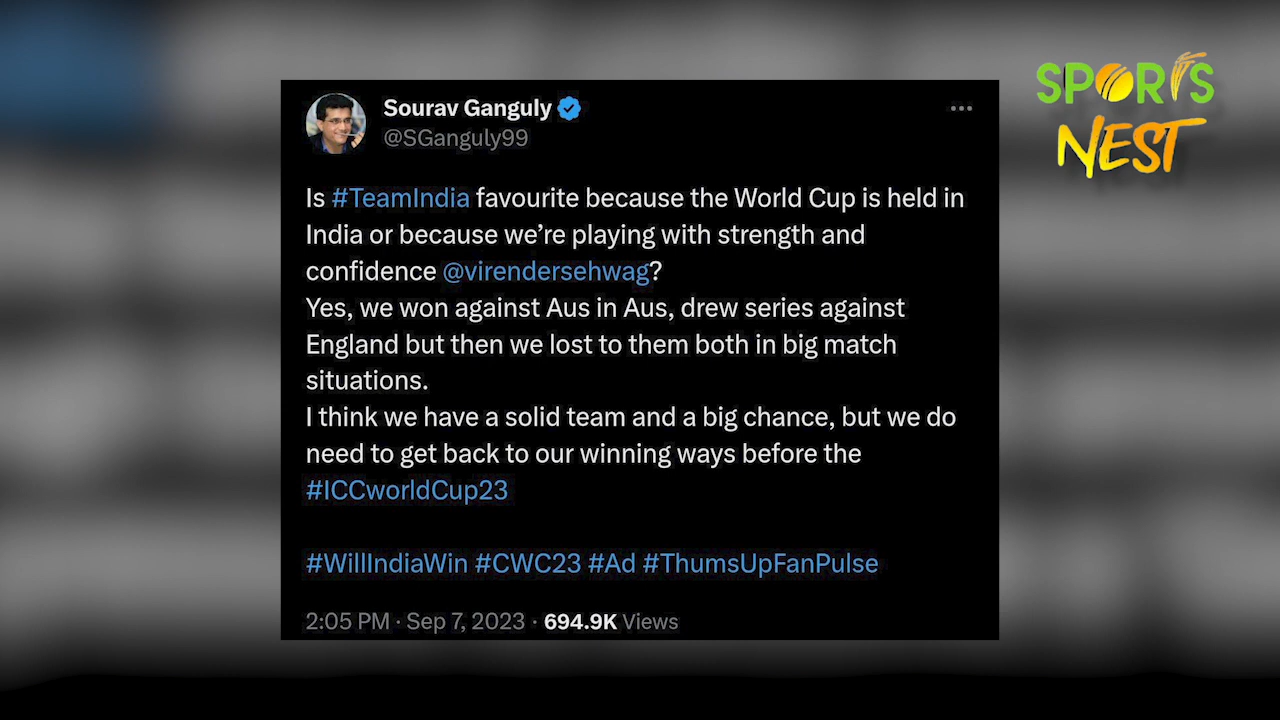 SPORTS
NEST
Sourav Ganguly
@SGanguly99
Is #TeamIndia favourite because the World Cup is held in
India or because we’re playing with strength and
confidence @virendersehwag?
Yes, we won against Aus in Aus, drew series against
England but then we lost to them both in big match
situations.
I think we have a solid team and a big chance, but we do
need to get back to our winning ways before the
#ICCworldCup23
#WillIndiaWin #CWC23 #Ad #ThumsUpFanPulse
2:05 PM · Sep 7, 2023 · 694.9K Views